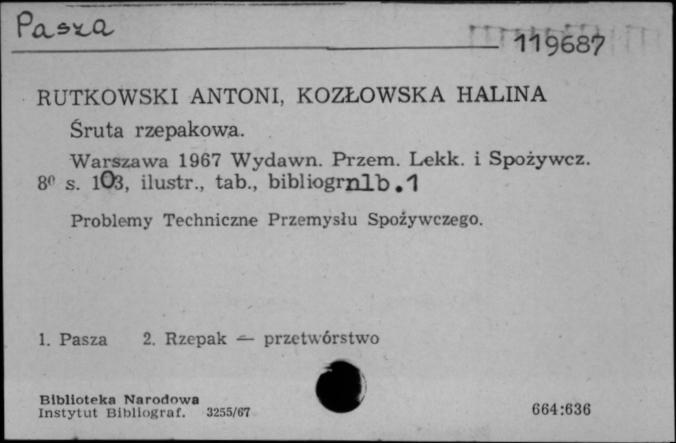 Pasza
119687
RUTKOWSKI ANTONI, KOZŁOWSKA HALINA
Śruta rzepakowa.
Warszawa 1967 Wydawn. Przem. Lekk. i Spożywcz.
8⁰ s. 103, ilustr., tab., bibliogrnlb.1
Problemy Techniczne Przemysłu Spożywczego.
1. Pasza 2. Rzepak — przetwórstwo
Biblioteka Narodowa
Instytut Bibliograf. 3255/67
664:636